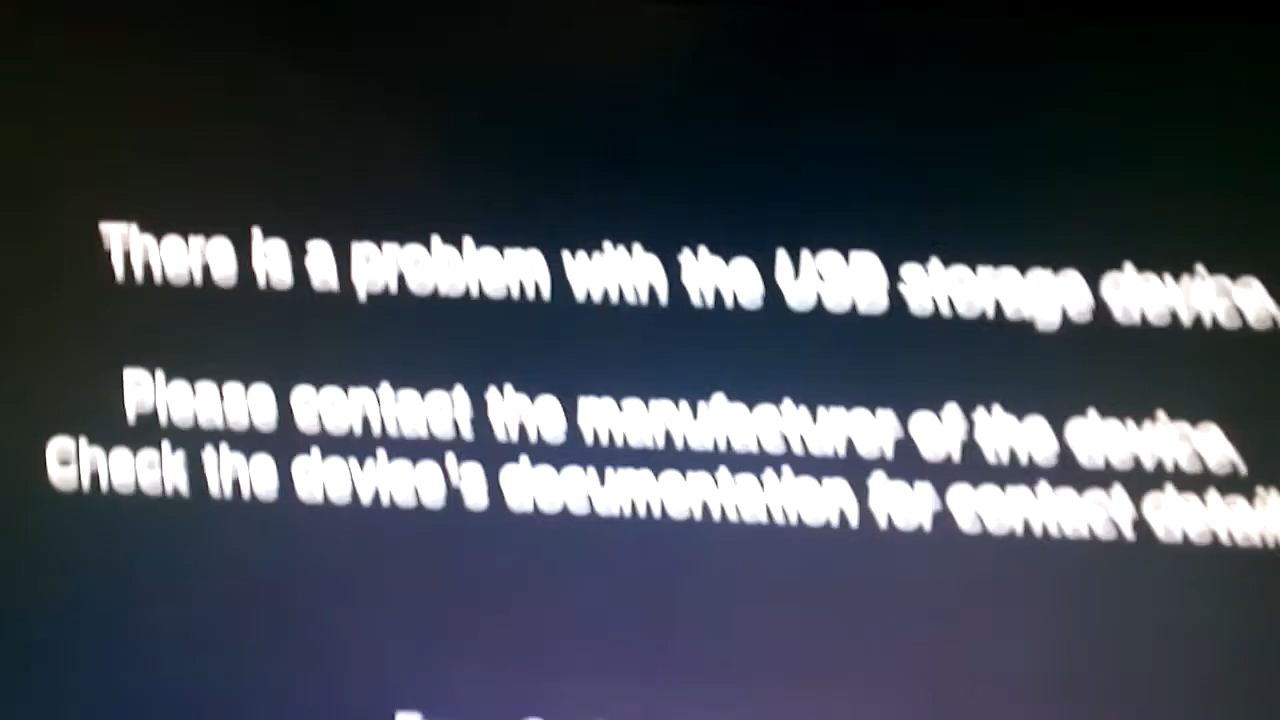 There is a problem with the USB storage device.
Please contact the manufacturer of the device.
Check the device's documentation for contact